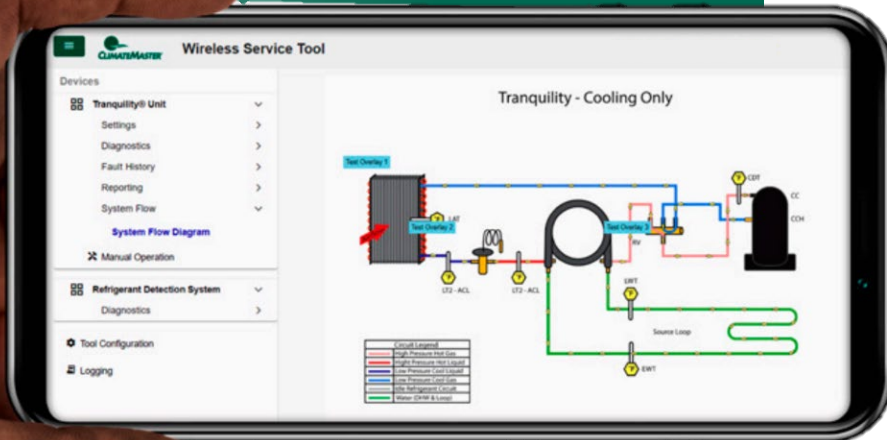 CLIMATEMASTER
Wireless Service Tool
Devices
Tranquility® Unit
Settings
Diagnostics
Fault History
Reporting
System Flow
System Flow Diagram
Manual Operation
Refrigerant Detection System
Diagnostics
Tool Configuration
Logging
Tranquility - Cooling Only
Test Overlay 1
LAT
Test Overlay 2
LT2 - ACL
LT2 - ACL
Test Overlay 3
RV
CDT
CC
CCH
LWT
Source Loop
EWT
Circuit Legend
High Pressure Hot Gas
Hight Pressure Hot Liquid
Low Pressure Cool Liquid
Low Pressure Cool Gas
Idle Refrigerant Circuit
Water (DHW & Loop)